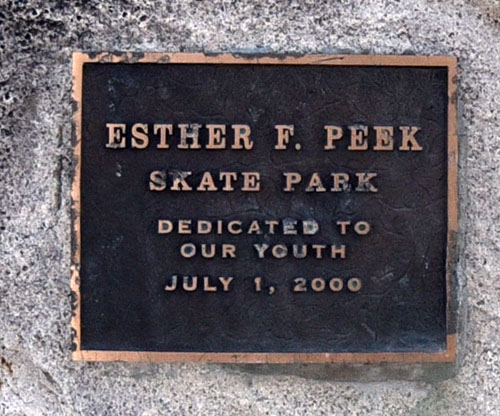 ESTHER F. PEEK
SKATE PARK
DEDICATED TO
OUR YOUTH
JULY 1, 2000